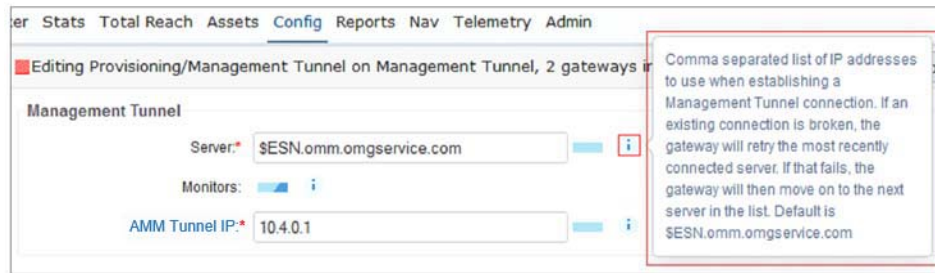 er Stats Total Reach Assets Config Reports Nav Telemetry Admin
Editing Provisioning/Management Tunnel on Management Tunnel, 2 gateways
Management Tunnel
Server:* $ESN.omm.omgservice.com i
Monitors: i
AMM Tunnel IP:* 10.4.0.1 i
Comma separated list of IP addresses
to use when establishing a
Management Tunnel connection. If an
existing connection is broken, the
gateway will retry the most recently
connected server. If that fails, the
gateway will then move on to the next
server in the list. Default is
$ESN.omm.omgservice.com